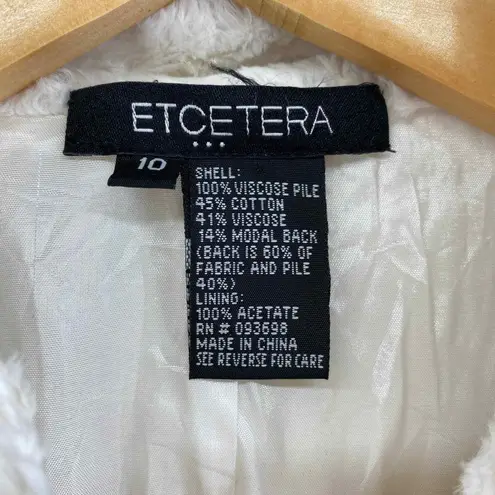 ETCETERA
10
SHELL:
100% VISCOSE PILE
45% COTTON
41% VISCOSE
14% MODAL BACK
(BACK IS 60% OF
FABRIC AND PILE
40%)
LINING:
100% ACETATE
RN # 093698
MADE IN CHINA
SEE REVERSE FOR CARE